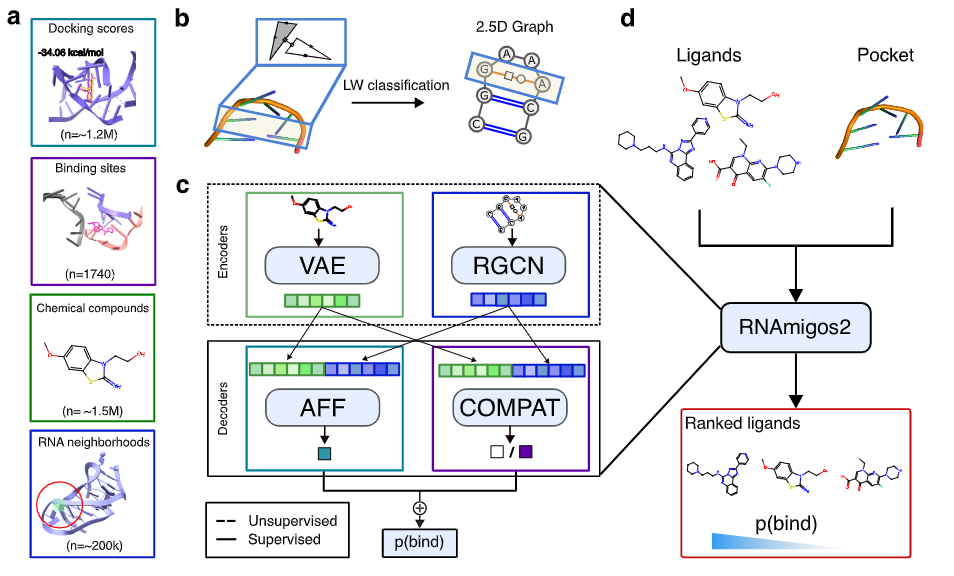 a
Docking scores
-34.06 kcal/mol
(n=~1.2M)
Binding sites
(n=1740)
Chemical compounds
(n= ~1.5M)
RNA neighborhoods
(n=~200k)
b
LW classification
2.5D Graph
A
A
G
A
A
G
C
C
G
c
Encoders
VAE
RGCN
Decoders
AFF
COMPAT
/
Unsupervised
Supervised
+
p(bind)
d
Ligands
Pocket
RNAmigos2
Ranked ligands
p(bind)